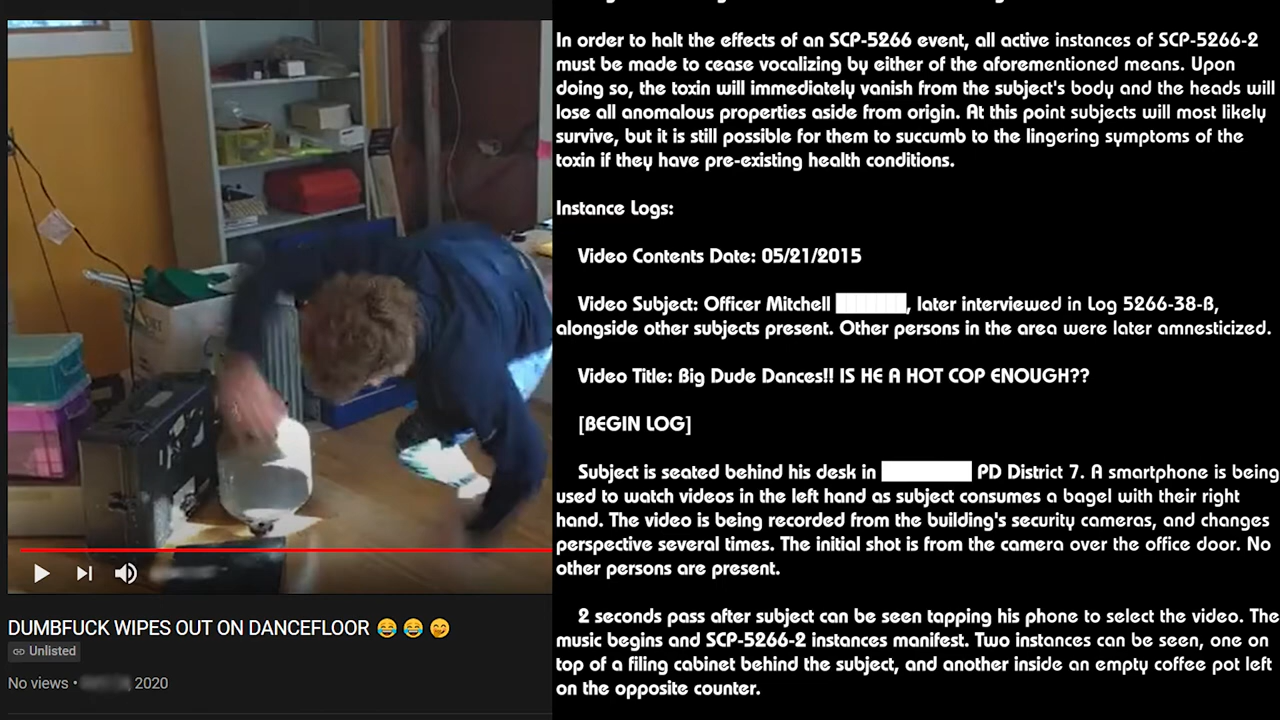 DUMBFUCK WIPES OUT ON DANCEFLOOR 😂 😂 🤭
Unlisted
No views •
2020
In order to halt the effects of an SCP-5266 event, all active instances of SCP-5266-2
must be made to cease vocalizing by either of the aforementioned means. Upon
doing so, the toxin will immediately vanish from the subject's body and the heads will
lose all anomalous properties aside from origin. At this point subjects will most likely
survive, but it is still possible for them to succumb to the lingering symptoms of the
toxin if they have pre-existing health conditions.
Instance Logs:
Video Contents Date: 05/21/2015
Video Subject: Officer Mitchell ███████, later interviewed in Log 5266-38-B,
alongside other subjects present. Other persons in the area were later amnesticized.
Video Title: Big Dude Dances!! IS HE A HOT COP ENOUGH??
[BEGIN LOG]
Subject is seated behind his desk in █████████ PD District 7. A smartphone is being
used to watch videos in the left hand as subject consumes a bagel with their right
hand. The video is being recorded from the building's security cameras, and changes
perspective several times. The initial shot is from the camera over the office door. No
other persons are present.
2 seconds pass after subject can be seen tapping his phone to select the video. The
music begins and SCP-5266-2 instances manifest. Two instances can be seen, one on
top of a filing cabinet behind the subject, and another inside an empty coffee pot left
on the opposite counter.